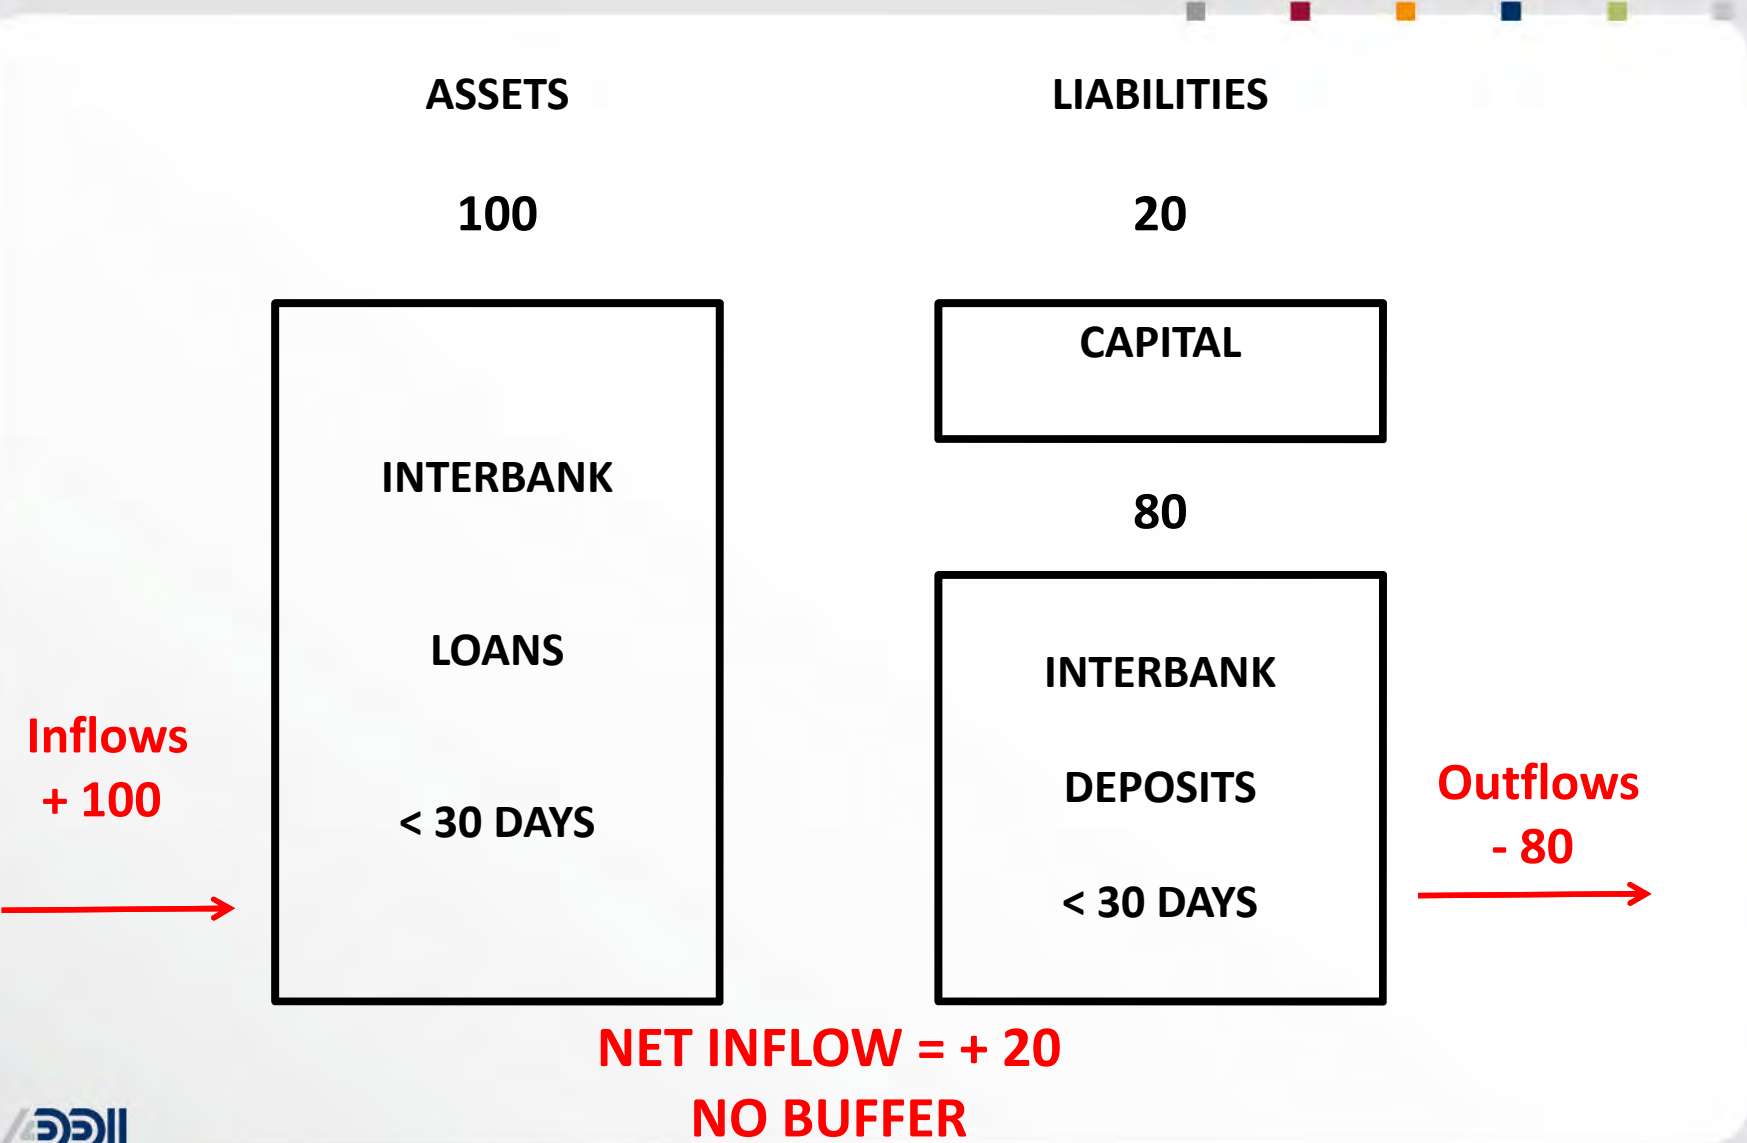 ASSETS
100
INTERBANK
LOANS
< 30 DAYS
Inflows
+ 100
LIABILITIES
20
CAPITAL
80
INTERBANK
DEPOSITS
< 30 DAYS
Outflows
- 80
NET INFLOW = + 20
NO BUFFER